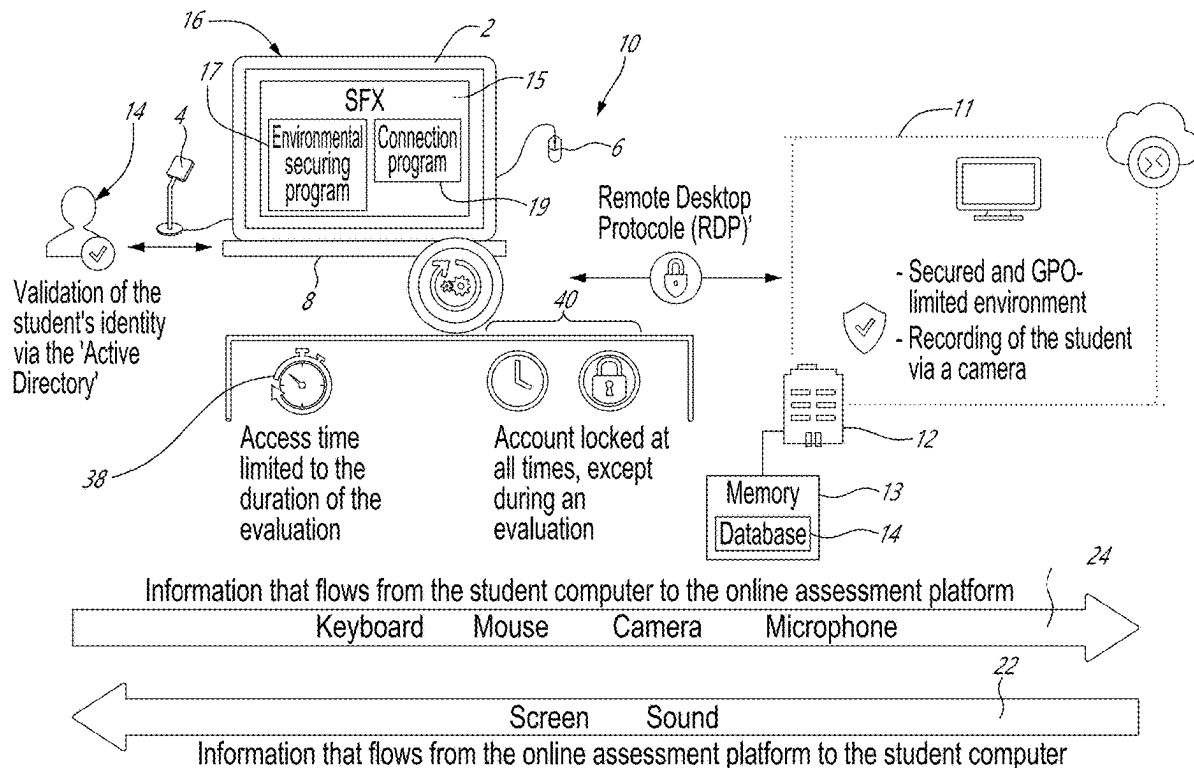 16
2
10
17
15
11
SFX
14
4
Environmental
securing
program
Connection
program
6
19
Remote Desktop
Protocole (RDP)'
- Secured and GPO-
limited environment
- Recording of the student
via a camera
Validation of the
student's identity
via the 'Active
Directory'
8
40
38
Access time
limited to the
duration of the
evaluation
Account locked at
all times, except
during an
evaluation
12
Memory
13
Database
14
24
Information that flows from the student computer to the online assessment platform
Keyboard Mouse Camera Microphone
22
Screen Sound
Information that flows from the online assessment platform to the student computer